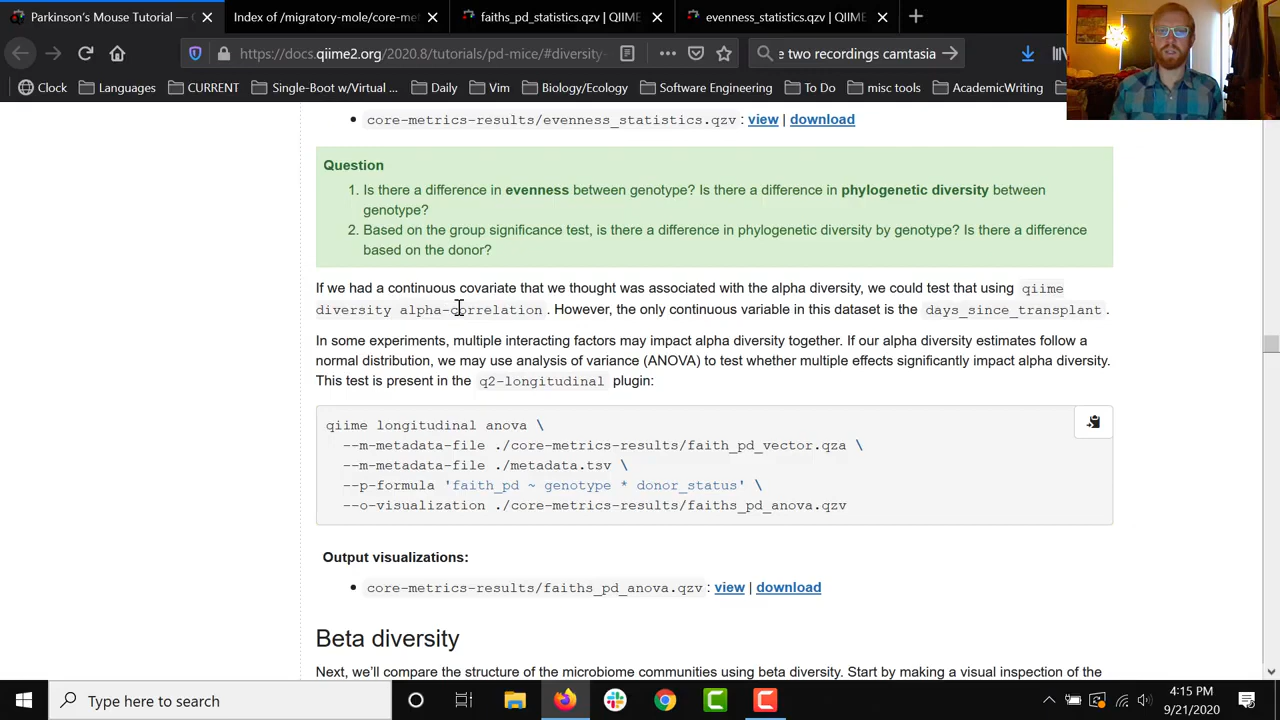 Parkinson's Mouse Tutorial —
Index of /migratory-mole/core-met
faiths_pd_statistics.qzv | QIIME
evenness_statistics.qzv | QIIME
https://docs.qiime2.org/2020.8/tutorials/pd-mice/#diversity-
e two recordings camtasia
Clock
Languages
CURRENT
Single-Boot w/Vin…
Daily
Vim
Biology/Ecology
Software Engineering
To Do
misc tools
AcademicWriting
core-metrics-results/evenness_statistics.qzv : view | download
Question
1. Is there a difference in evenness between genotype? Is there a difference in phylogenetic diversity between
genotype?
2. Based on the group significance test, is there a difference in phylogenetic diversity by genotype? Is there a difference
based on the donor?
If we had a continuous covariate that we thought was associated with the alpha diversity, we could test that using qiime
diversity alpha-correlation . However, the only continuous variable in this dataset is the days_since_transplant .
In some experiments, multiple interacting factors may impact alpha diversity together. If our alpha diversity estimates follow a
normal distribution, we may use analysis of variance (ANOVA) to test whether multiple effects significantly impact alpha diversity.
This test is present in the q2-longitudinal plugin:
qiime longitudinal anova \
--m-metadata-file ./core-metrics-results/faith_pd_vector.qza \
--m-metadata-file ./metadata.tsv \
--p-formula 'faith_pd ~ genotype * donor_status' \
--o-visualization ./core-metrics-results/faiths_pd_anova.qzv
Output visualizations:
core-metrics-results/faiths_pd_anova.qzv : view | download
Beta diversity
Next, we'll compare the structure of the microbiome communities using beta diversity. Start by making a visual inspection of the
Type here to search
4:15 PM
9/21/2020